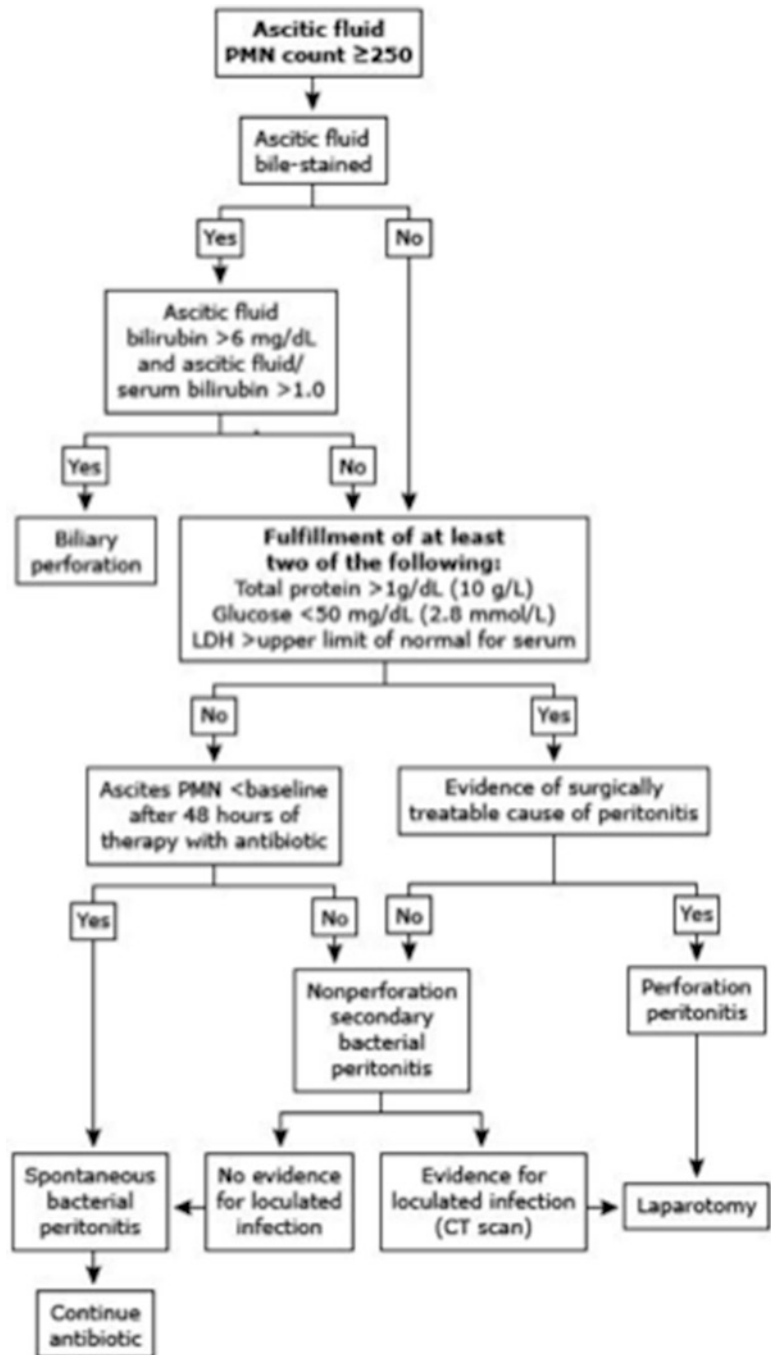 Ascitic fluid
PMN count ≥250
Ascitic fluid
bile-stained
Yes
No
Ascitic fluid
bilirubin >6 mg/dL
and ascitic fluid/
serum bilirubin >1.0
Yes
No
Biliary
perforation
Fulfillment of at least
two of the following:
Total protein >1g/dL (10 g/L)
Glucose <50 mg/dL (2.8 mmol/L)
LDH >upper limit of normal for serum
No
Yes
Ascites PMN <baseline
after 48 hours of
therapy with antibiotic
Evidence of surgically
treatable cause of peritonitis
Yes
No
No
Yes
Nonperforation
secondary
bacterial
peritonitis
Perforation
peritonitis
Spontaneous
bacterial
peritonitis
No evidence
for loculated
infection
Evidence for
loculated infection
(CT scan)
Laparotomy
Continue
antibiotic